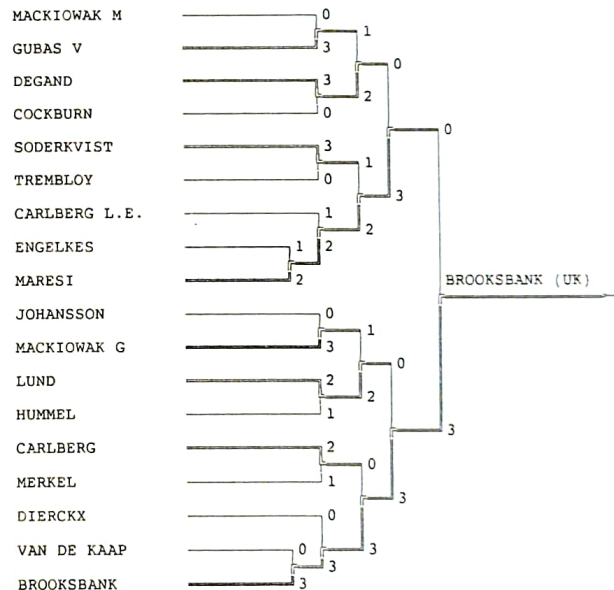 MACKIOWAK M 0
1
GUBAS V 3
0
DEGAND 3
2
COCKBURN 0
0
SODERKVIST 3
1
TREMBLOY 0
3
CARLBERG L.E. 1
2
ENGELKES 1 2
MARESI 2
BROOKSBANK (UK)
JOHANSSON 0
1
MACKIOWAK G 3
0
LUND 2
2
HUMMEL 1
3
CARLBERG 2
0
MERKEL 1
3
DIERCKX 0
VAN DE KAAP 0 3
3
BROOKSBANK 3